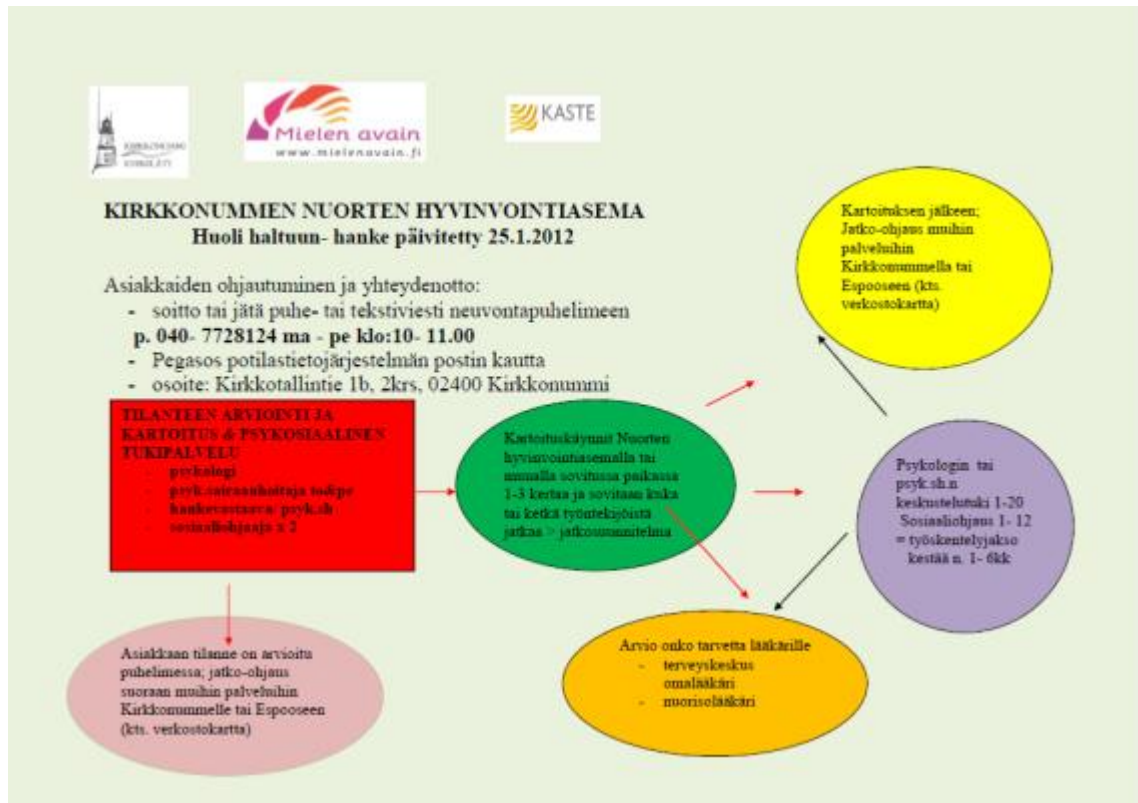 KIRKKONUMMI
KYRKSLÄTT
Mielen avain
www.mielenavain.fi
KASTE
KIRKKONUMMEN NUORTEN HYVINVOINTIASEMA
Huoli haltuun- hanke päivitetty 25.1.2012
Asiakkaiden ohjautuminen ja yhteydenotto:
- soitto tai jätä puhe- tai tekstiviesti neuvontapuhelimeen
p. 040- 7728124 ma - pe klo:10- 11.00
- Pegasos potilastietojärjestelmän postin kautta
- osoite: Kirkkotallintie 1b, 2krs, 02400 Kirkkonummi
TILANTEEN ARVIOINTI JA
KARTOITUS & PSYKOSIAALINEN
TUKIPALVELU
- psykologi
- psyk.sairaanhoitaja to&pe
- hankevastaava/ psyk.sh
- sosiaaliohjaaja x 2
Kartoituskäynnit Nuorten
hyvinvointiasemalla tai
muualla sovitussa paikassa
1-3 kertaa ja sovitaan kuka
tai ketkä työntekijöistä
jatkaa > jatkosuunnitelma
Kartoituksen jälkeen;
Jatko-ohjaus muihin
palveluihin
Kirkkonummella tai
Espooseen (kts.
verkostokartta)
Psykologin tai
psyk.sh.n
keskustelutuki 1-20
Sosiaaliohjaus 1- 12
= työskentelyjakso
kestää n. 1- 6kk
Asiakkaan tilanne on arvioitu
puhelimessa; jatko-ohjaus
suoraan muihin palveluihin
Kirkkonummelle tai Espooseen
(kts. verkostokartta)
Arvio onko tarvetta lääkärille
- terveyskeskus
omalääkäri
- nuorisolääkäri